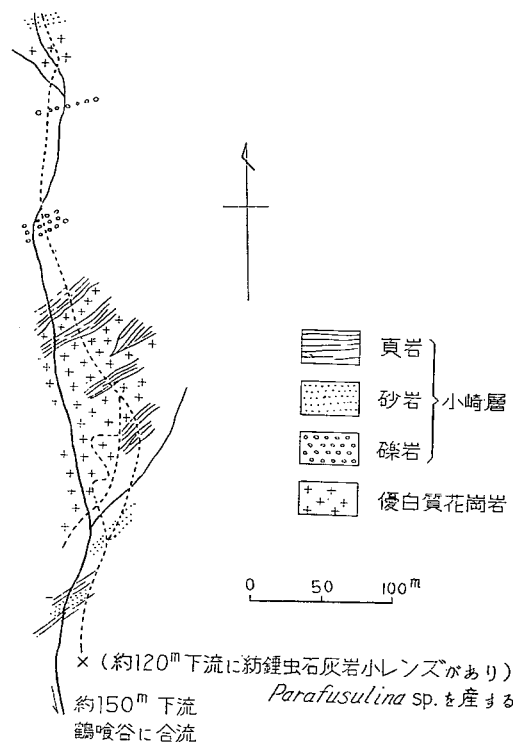 頁岩
砂岩
礫岩
小崎層
優白質花崗岩
0 50 100m
× (約120m下流に紡錘虫石灰岩小レンズがあり)
Parafusulina sp.を産する
約150m下流
鶴喰谷に合流